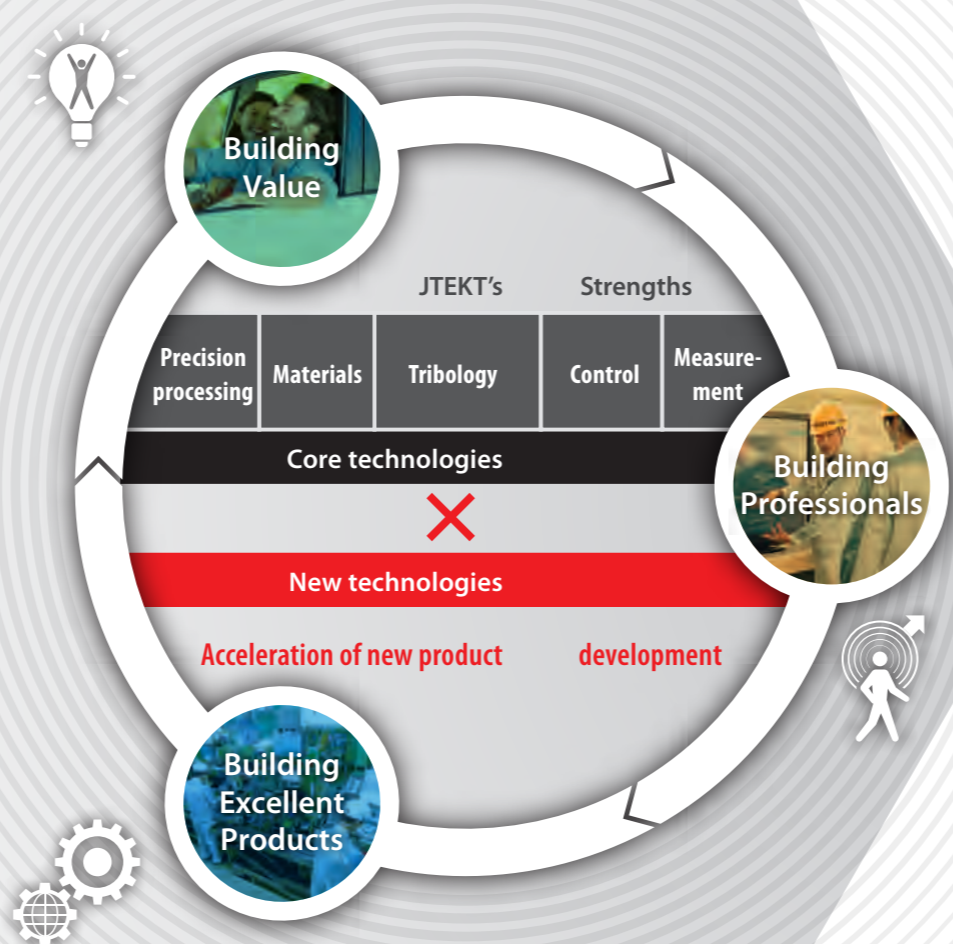 Building
Value
JTEKT's Strengths
Precision
processing
Materials
Tribology
Control
Measure-
ment
Core technologies
Building
Professionals
New technologies
Acceleration of new product development
Building
Excellent
Products